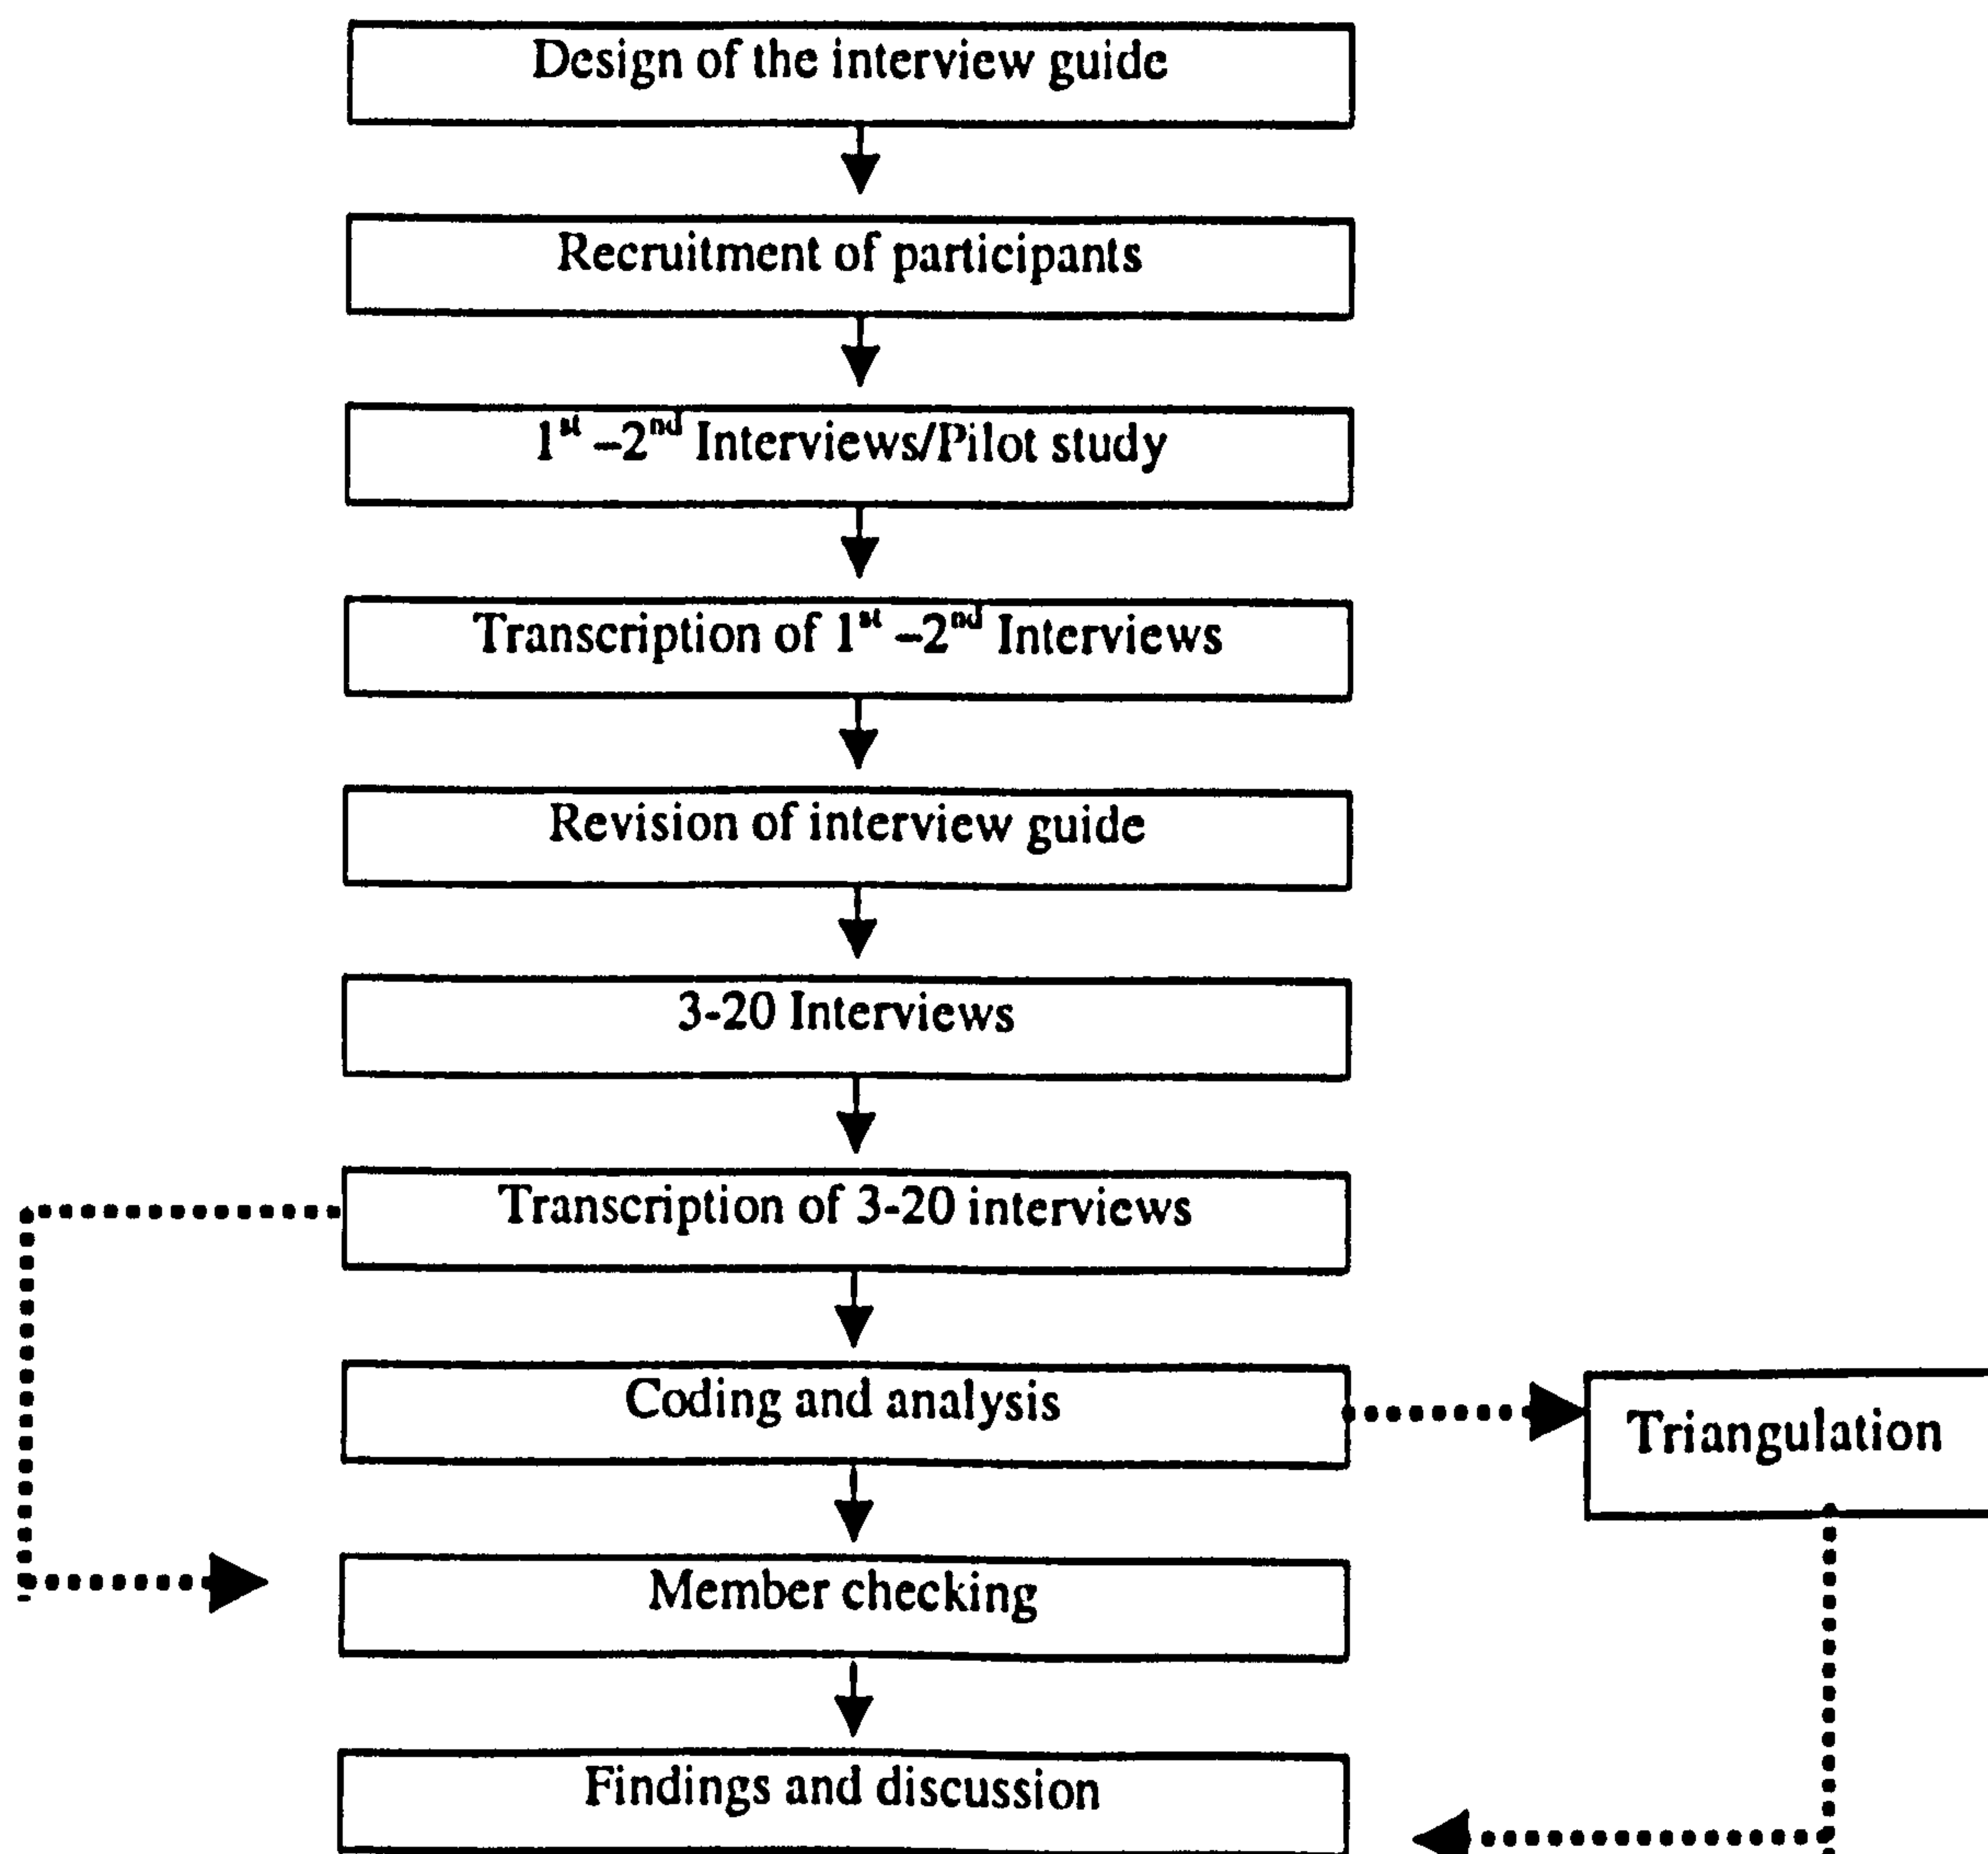 Design of the interview guide
Recruitment of participants
1st –2nd Interviews/Pilot study
Transcription of 1st –2nd Interviews
Revision of interview guide
3-20 Interviews
Transcription of 3-20 interviews
Coding and analysis
Triangulation
Member checking
Findings and discussion